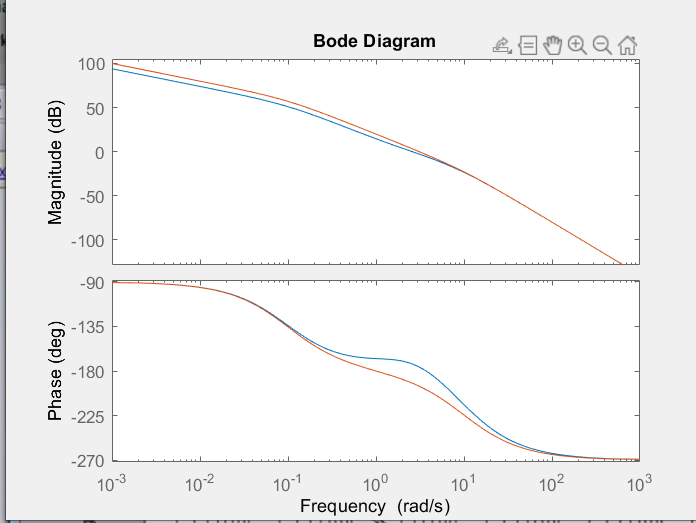 Bode Diagram
Magnitude (dB)
100
50
0
-50
-100
Phase (deg)
-90
-135
-180
-225
-270
10^-3 10^-2 10^-1 10^0 10^1 10^2 10^3
Frequency (rad/s)